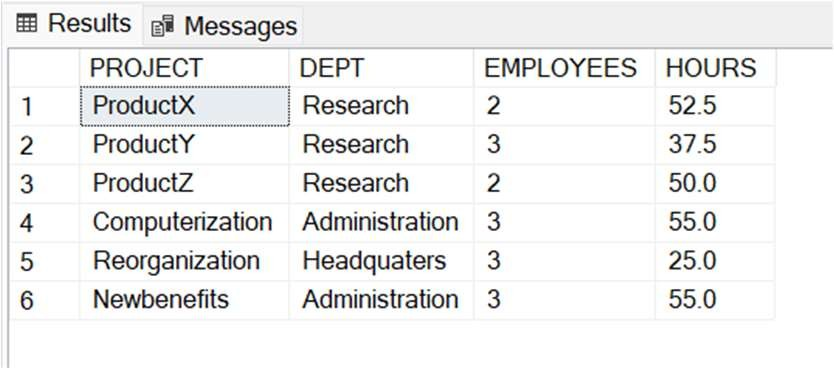 Results Messages
PROJECT DEPT EMPLOYEES HOURS
1 ProductX Research 2 52.5
2 ProductY Research 3 37.5
3 ProductZ Research 2 50.0
4 Computerization Administration 3 55.0
5 Reorganization Headquaters 3 25.0
6 Newbenefits Administration 3 55.0